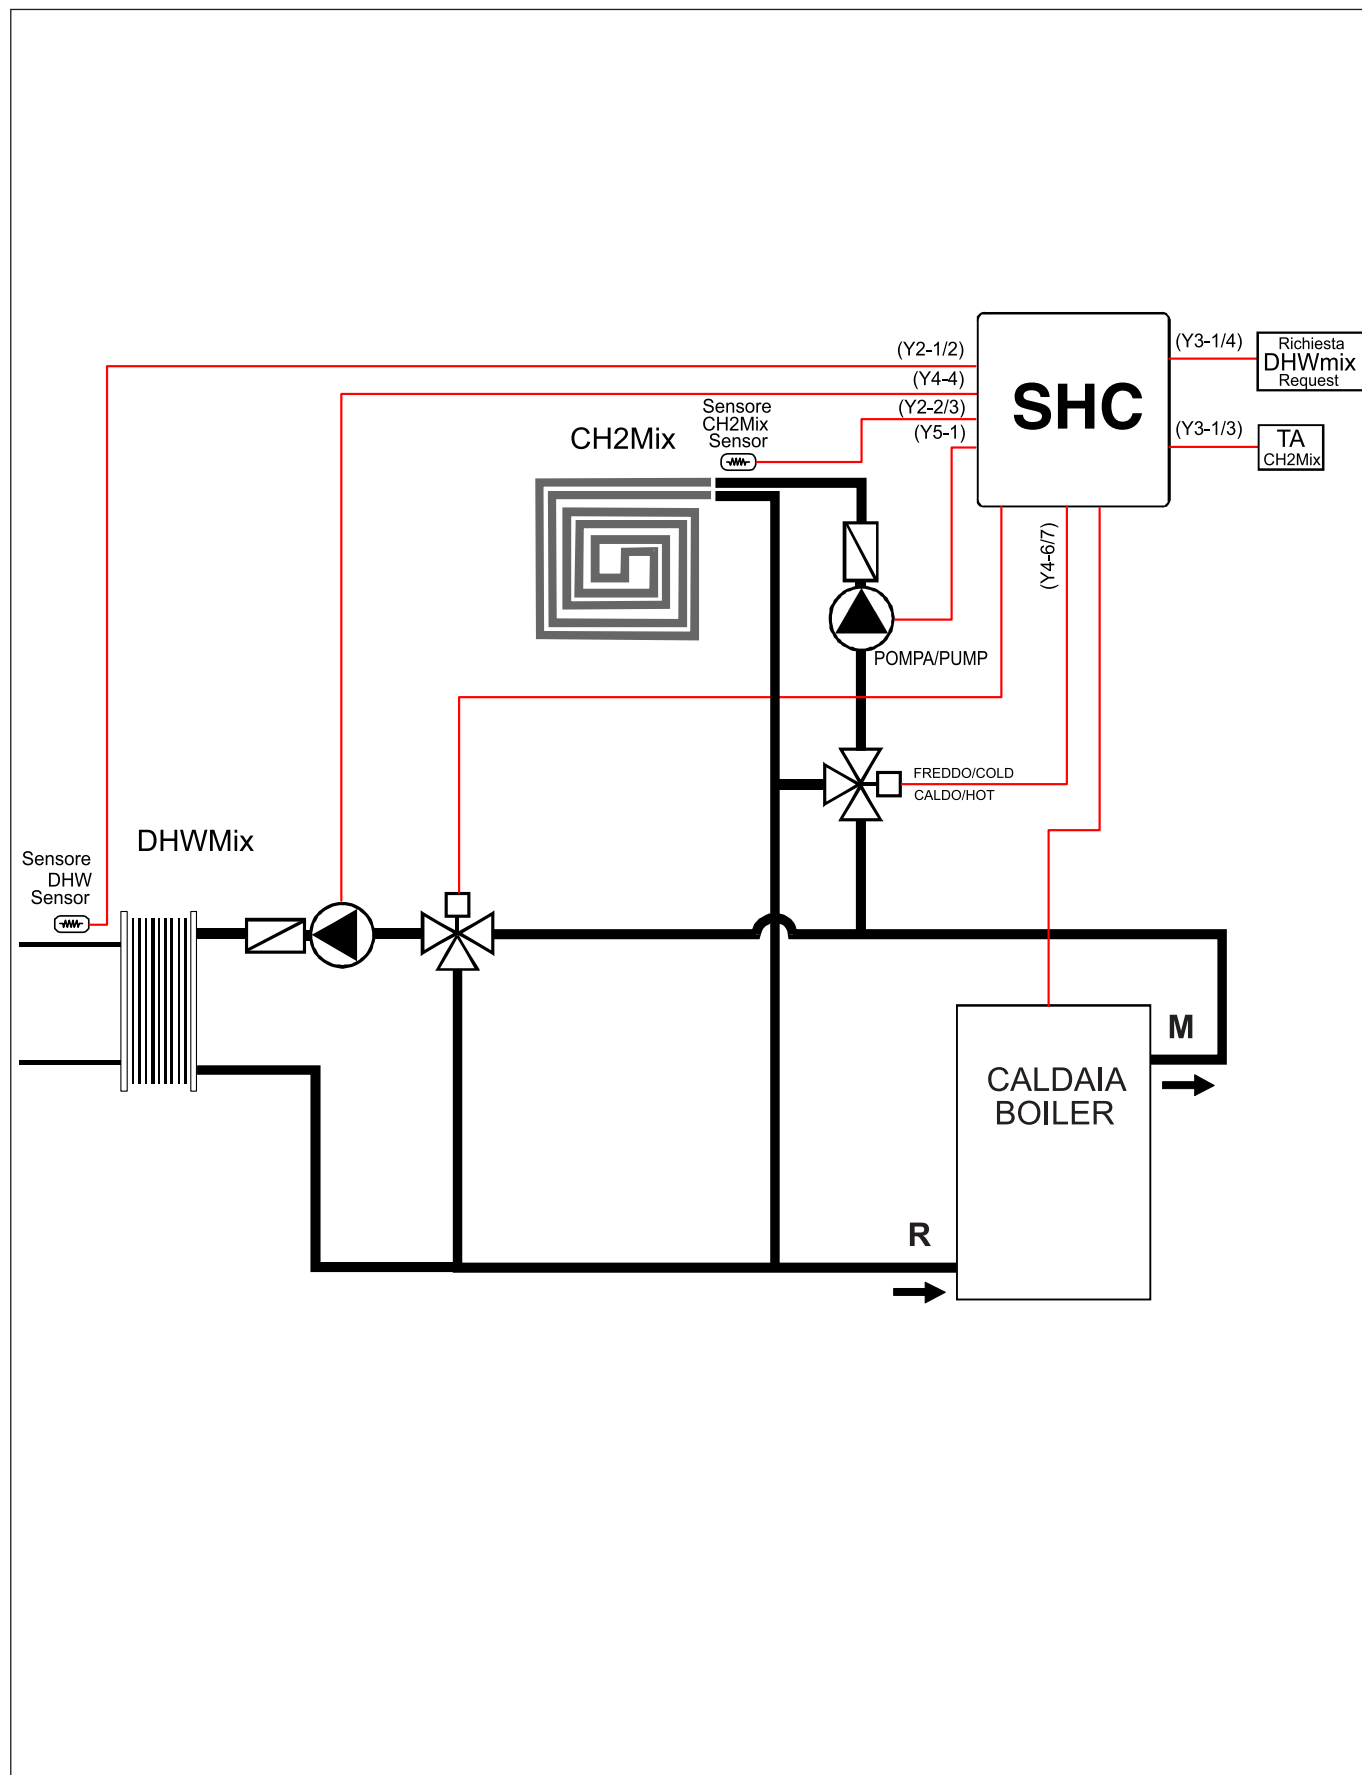 (Y2-1/2)
(Y4-4)
(Y2-2/3)
(Y5-1)
SHC
(Y3-1/4)
Richiesta
DHWmix
Request
(Y3-1/3)
TA
CH2Mix
Sensore
CH2Mix
Sensor
CH2Mix
(Y4-6/7)
POMPA/PUMP
FREDDO/COLD
CALDO/HOT
DHWMix
Sensore
DHW
Sensor
M
CALDAIA
BOILER
R